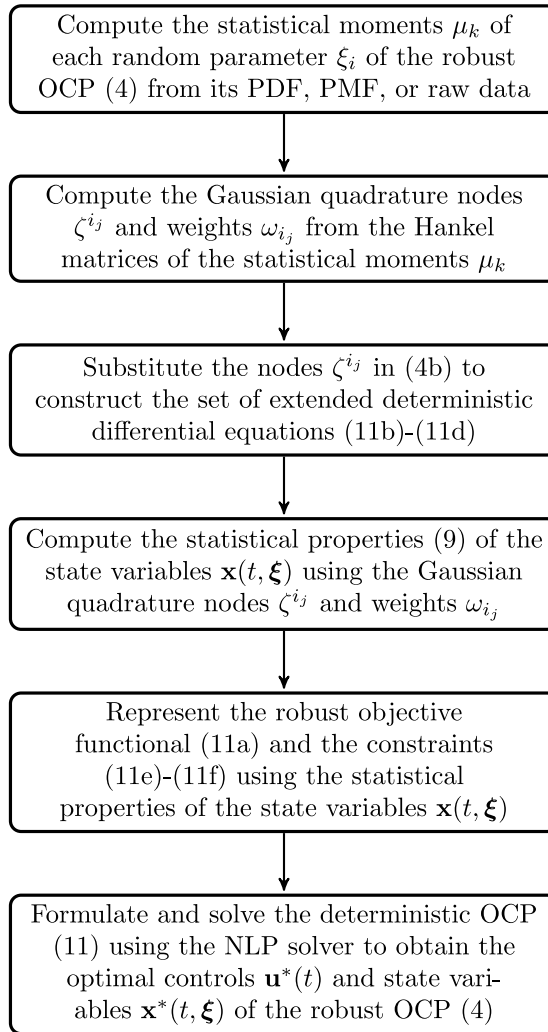 Compute the statistical moments μ_k of
each random parameter ξ_i of the robust
OCP (4) from its PDF, PMF, or raw data
Compute the Gaussian quadrature nodes
ζ^{i_j} and weights ω_{i_j} from the Hankel
matrices of the statistical moments μ_k
Substitute the nodes ζ^{i_j} in (4b) to
construct the set of extended deterministic
differential equations (11b)-(11d)
Compute the statistical properties (9) of the
state variables x(t, ξ) using the Gaussian
quadrature nodes ζ^{i_j} and weights ω_{i_j}
Represent the robust objective
functional (11a) and the constraints
(11e)-(11f) using the statistical
properties of the state variables x(t, ξ)
Formulate and solve the deterministic OCP
(11) using the NLP solver to obtain the
optimal controls u*(t) and state vari-
ables x*(t, ξ) of the robust OCP (4)